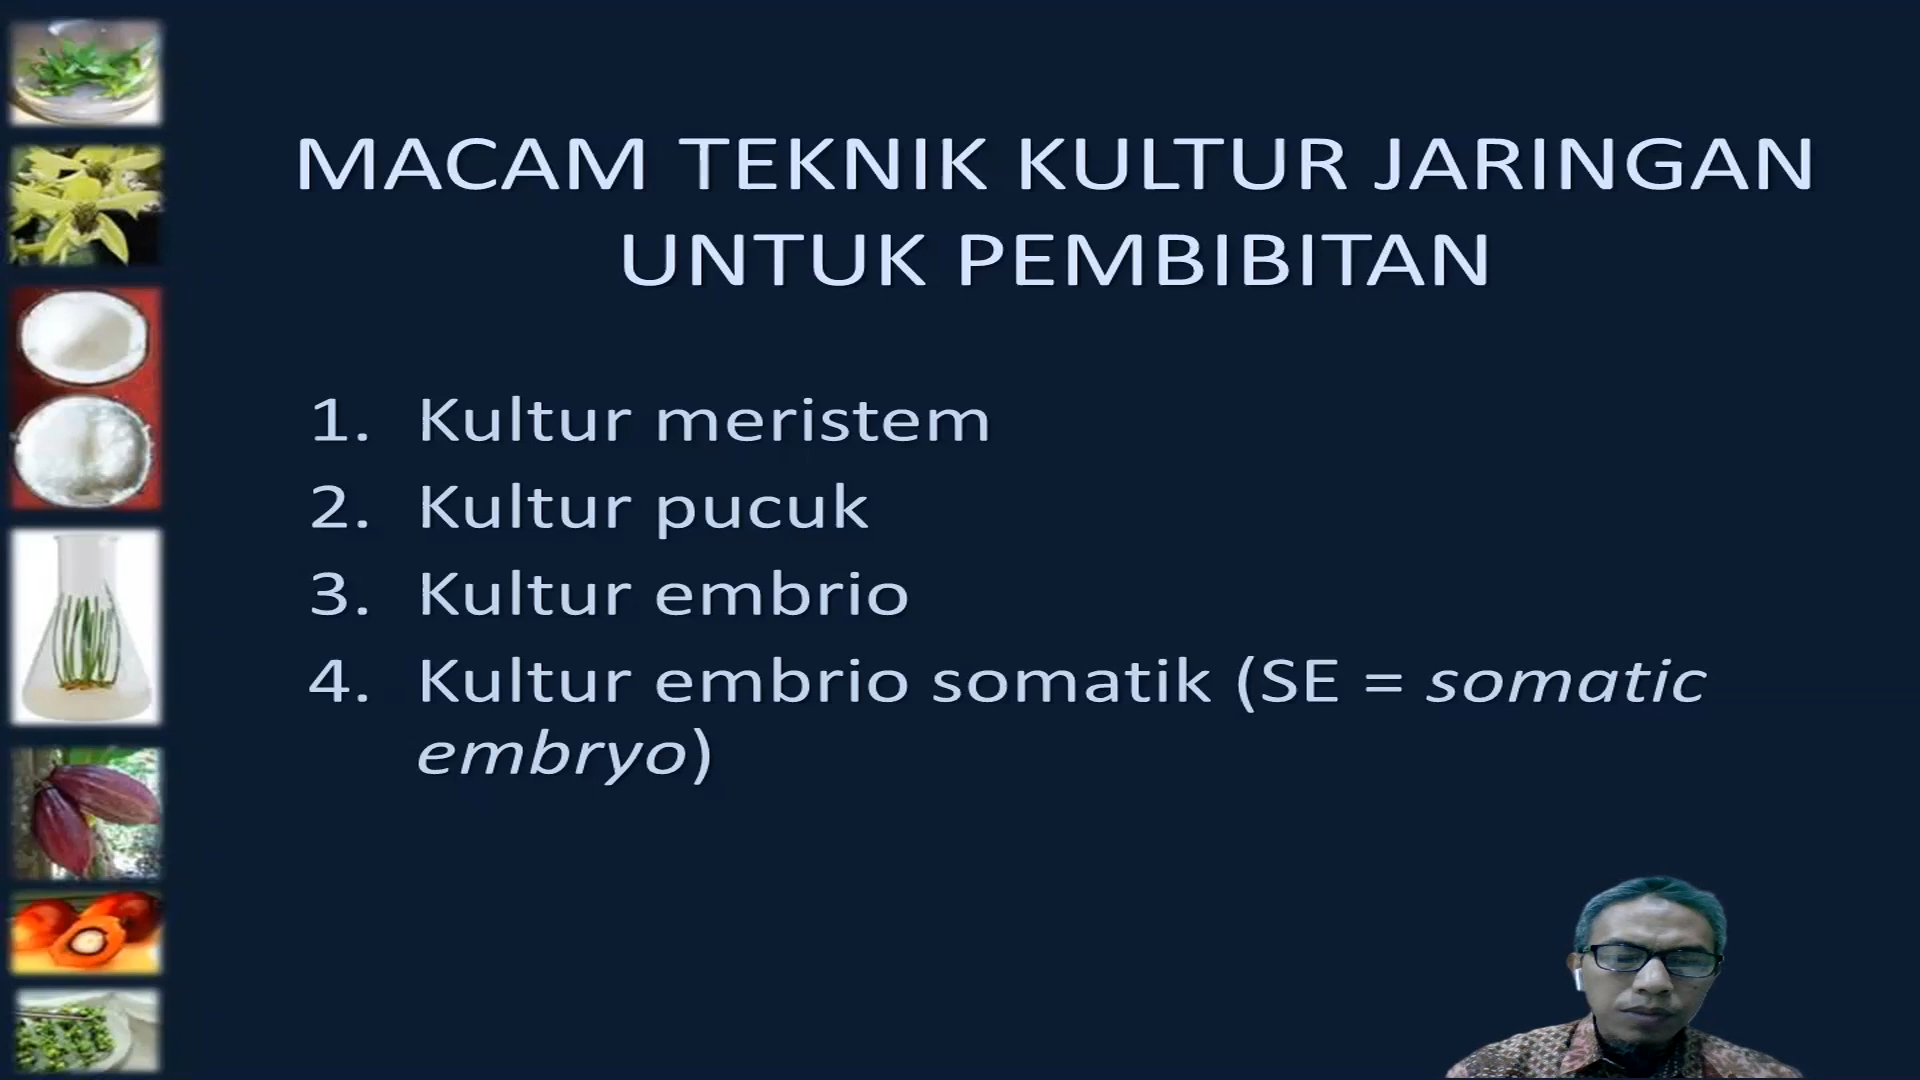 MACAM TEKNIK KULTUR JARINGAN
UNTUK PEMBIBITAN
1. Kultur meristem
2. Kultur pucuk
3. Kultur embrio
4. Kultur embrio somatik (SE = somatic
embryo)